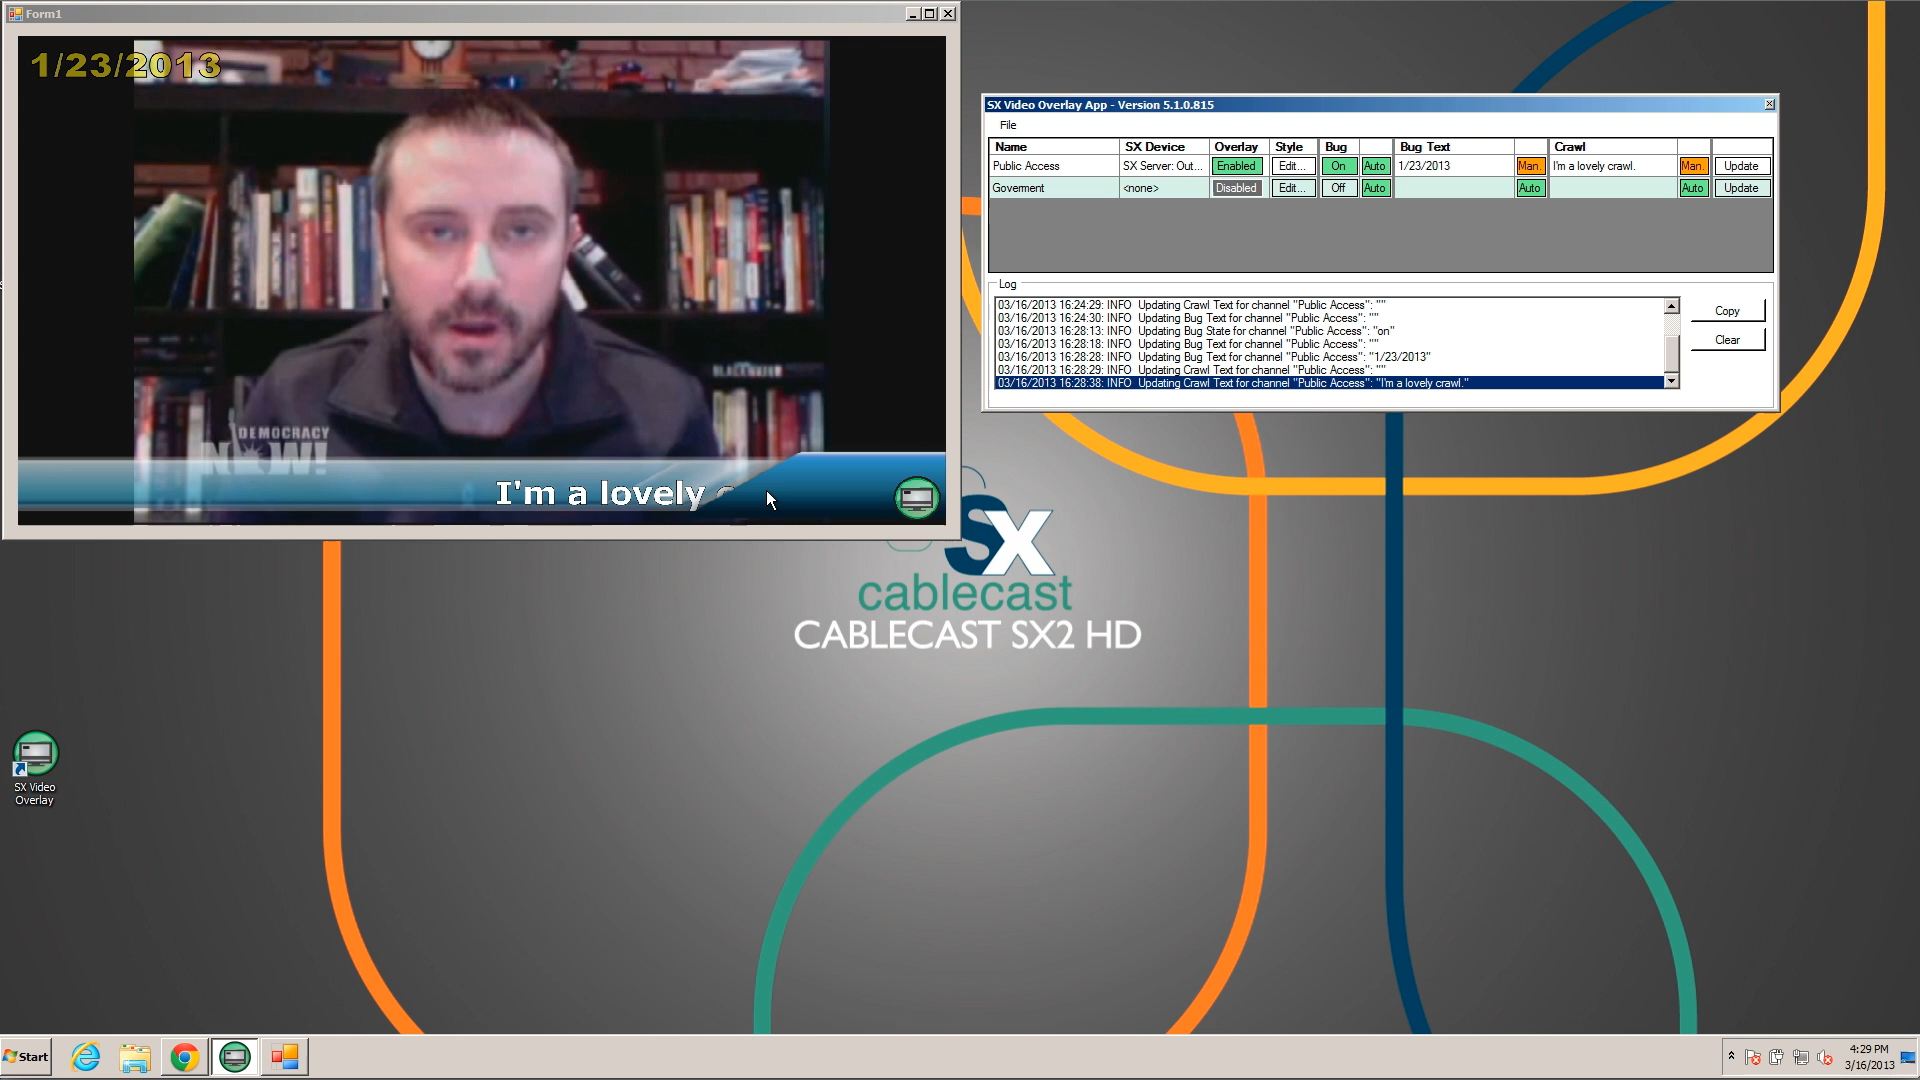 Form1
1/23/2013
DEMOCRACY
NOW!
I'm a lovely
SX Video Overlay App - Version 5.1.0.815
File
Name SX Device Overlay Style Bug Bug Text Crawl
Public Access SX Server: Out... Enabled Edit... On Auto 1/23/2013 Man. I'm a lovely crawl. Man. Update
Goverment <none> Disabled Edit... Off Auto Auto Auto Update
Log
03/16/2013 16:24:29: INFO Updating Crawl Text for channel "Public Access": ""
03/16/2013 16:24:30: INFO Updating Bug Text for channel "Public Access": ""
03/16/2013 16:28:13: INFO Updating Bug State for channel "Public Access": "on"
03/16/2013 16:28:18: INFO Updating Bug Text for channel "Public Access": ""
03/16/2013 16:28:28: INFO Updating Bug Text for channel "Public Access": "1/23/2013"
03/16/2013 16:28:29: INFO Updating Crawl Text for channel "Public Access": ""
03/16/2013 16:28:38: INFO Updating Crawl Text for channel "Public Access": "I'm a lovely crawl."
Copy
Clear
SX
cablecast
CABLECAST SX2 HD
SX Video
Overlay
Start
4:29 PM
3/16/2013